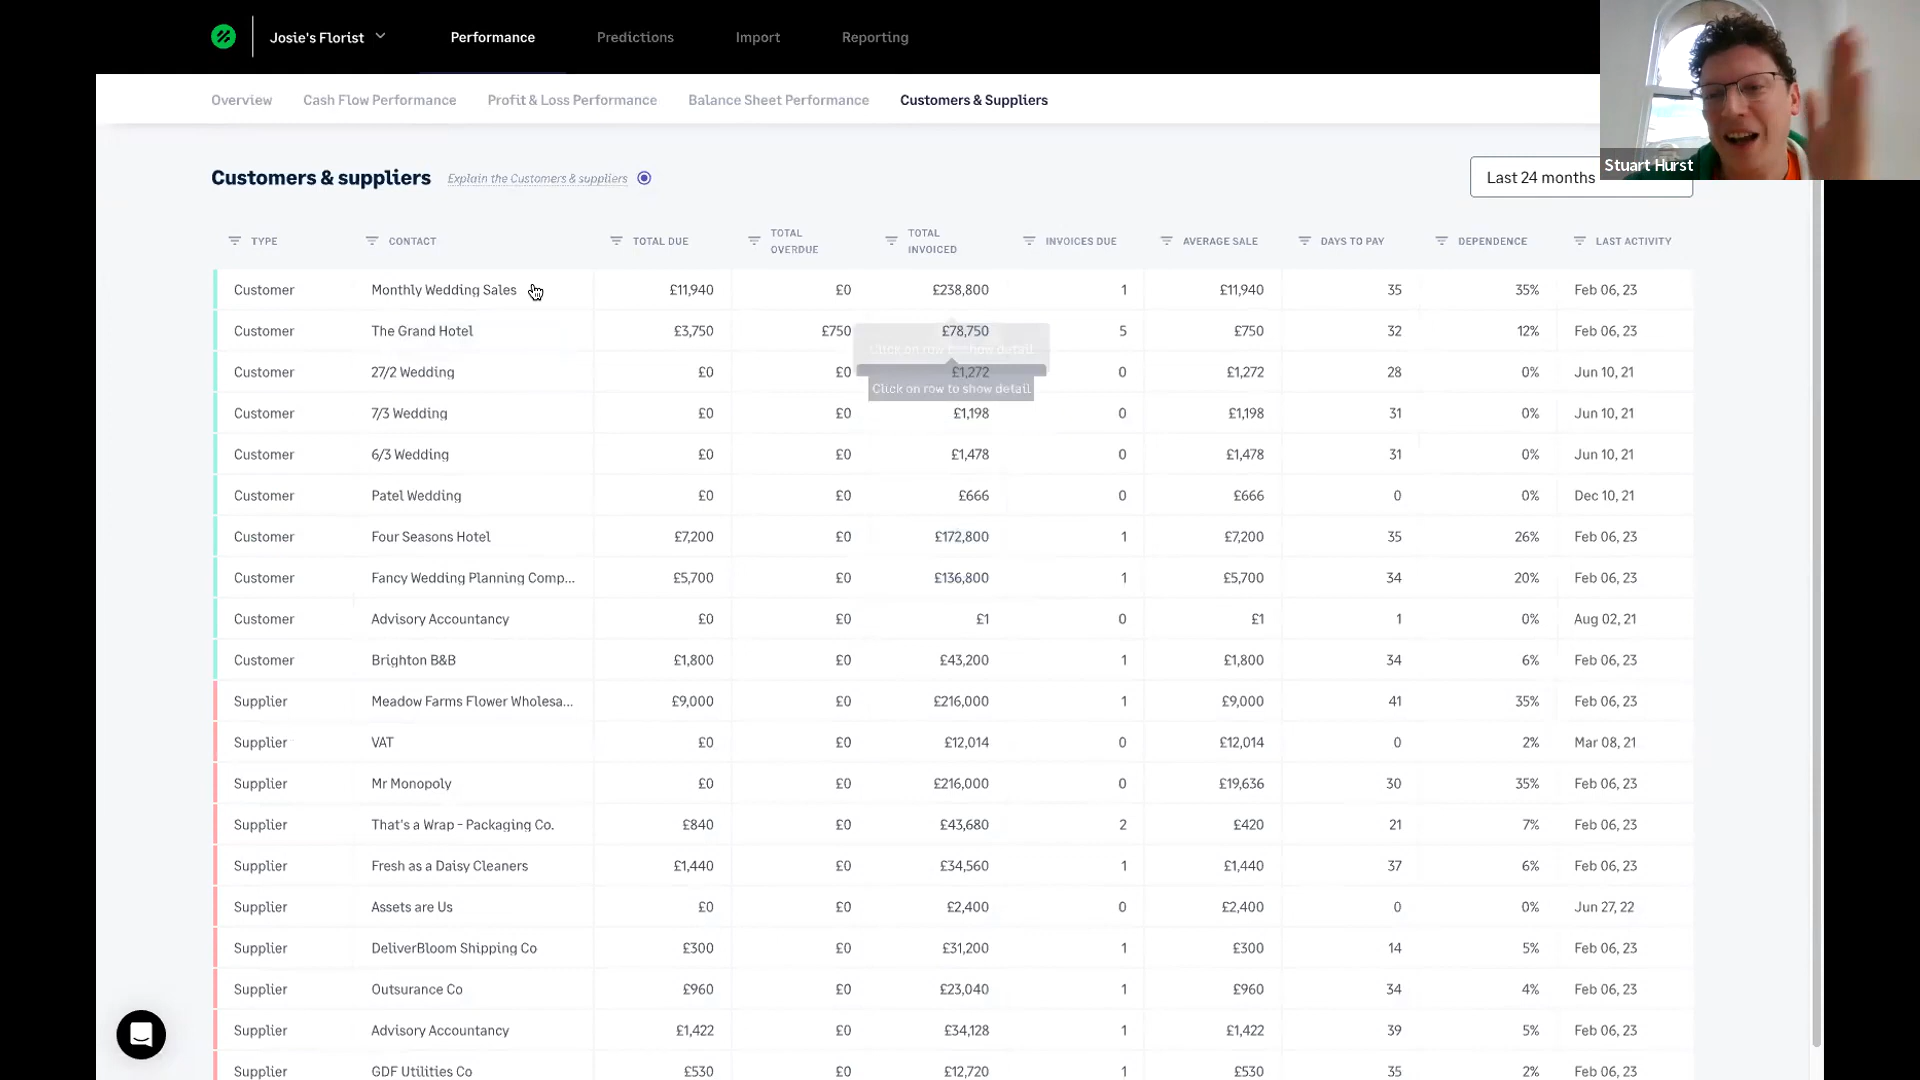 Josie's Florist Performance Predictions Import Reporting
Overview Cash Flow Performance Profit & Loss Performance Balance Sheet Performance Customers & Suppliers
Stuart Hurst
Customers & suppliers Explain the Customers & suppliers Last 24 months
TYPE CONTACT TOTAL DUE TOTAL OVERDUE TOTAL INVOICED INVOICES DUE AVERAGE SALE DAYS TO PAY DEPENDENCE LAST ACTIVITY
Customer Monthly Wedding Sales £11,940 £0 £238,800 1 £11,940 35 35% Feb 06, 23
Customer The Grand Hotel £3,750 £750 £78,750 5 £750 32 12% Feb 06, 23
Click on row to show detail
Customer 27/2 Wedding £0 £0 £1,272 0 £1,272 28 0% Jun 10, 21
Click on row to show detail
Customer 7/3 Wedding £0 £0 £1,198 0 £1,198 31 0% Jun 10, 21
Customer 6/3 Wedding £0 £0 £1,478 0 £1,478 31 0% Jun 10, 21
Customer Patel Wedding £0 £0 £666 0 £666 0 0% Dec 10, 21
Customer Four Seasons Hotel £7,200 £0 £172,800 1 £7,200 35 26% Feb 06, 23
Customer Fancy Wedding Planning Comp... £5,700 £0 £136,800 1 £5,700 34 20% Feb 06, 23
Customer Advisory Accountancy £0 £0 £1 0 £1 1 0% Aug 02, 21
Customer Brighton B&B £1,800 £0 £43,200 1 £1,800 34 6% Feb 06, 23
Supplier Meadow Farms Flower Wholesa... £9,000 £0 £216,000 1 £9,000 41 35% Feb 06, 23
Supplier VAT £0 £0 £12,014 0 £12,014 0 2% Mar 08, 21
Supplier Mr Monopoly £0 £0 £216,000 0 £19,636 30 35% Feb 06, 23
Supplier That's a Wrap - Packaging Co. £840 £0 £43,680 2 £420 21 7% Feb 06, 23
Supplier Fresh as a Daisy Cleaners £1,440 £0 £34,560 1 £1,440 37 6% Feb 06, 23
Supplier Assets are Us £0 £0 £2,400 0 £2,400 0 0% Jun 27, 22
Supplier DeliverBloom Shipping Co £300 £0 £31,200 1 £300 14 5% Feb 06, 23
Supplier Outsurance Co £960 £0 £23,040 1 £960 34 4% Feb 06, 23
Supplier Advisory Accountancy £1,422 £0 £34,128 1 £1,422 39 5% Feb 06, 23
Supplier GDF Utilities Co £530 £0 £12,720 1 £530 35 2% Feb 06, 23